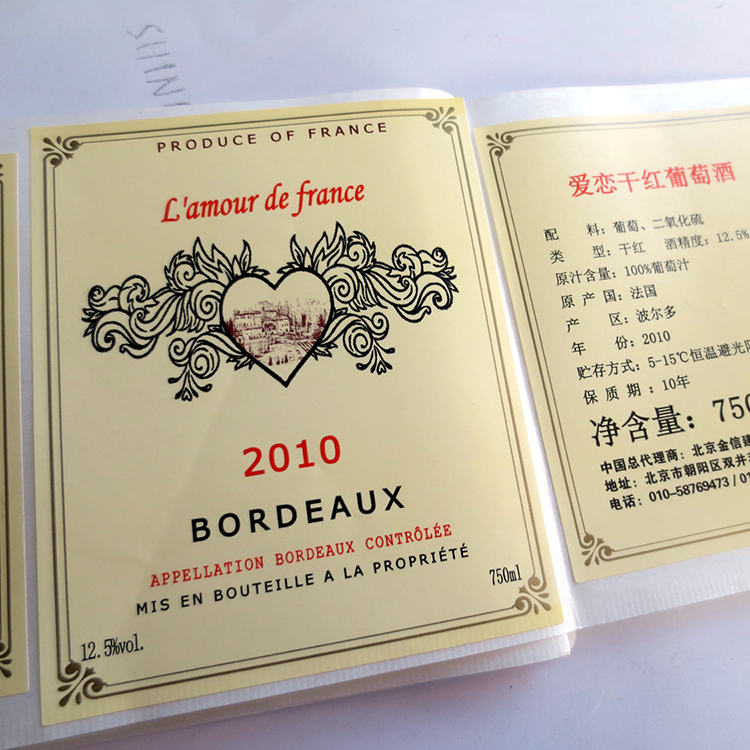 SHIN
PRODUCE OF FRANCE
L'amour de france
2010
BORDEAUX
APPELLATION BORDEAUX CONTRÔLÉE
MIS EN BOUTEILLE A LA PROPRIÉTÉ
750ml
12.5%vol.
爱恋干红葡萄酒
配 料：葡萄、二氧化硫
类 型：干红 酒精度：12.5%
原汁含量：100%葡萄汁
原 产 国：法国
产 区：波尔多
年 份：2010
贮存方式：5-15℃恒温避光
保 质 期：10年
净含量：750
中国总代理商：北京金信建
地址：北京市朝阳区双井
电话：010-58769473/01